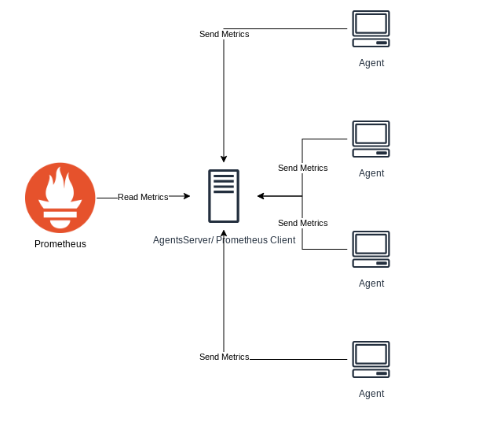 Send Metrics
Agent
Send Metrics
Agent
Read Metrics
Send Metrics
Prometheus
AgentsServer/ Prometheus Client
Agent
Send Metrics
Agent